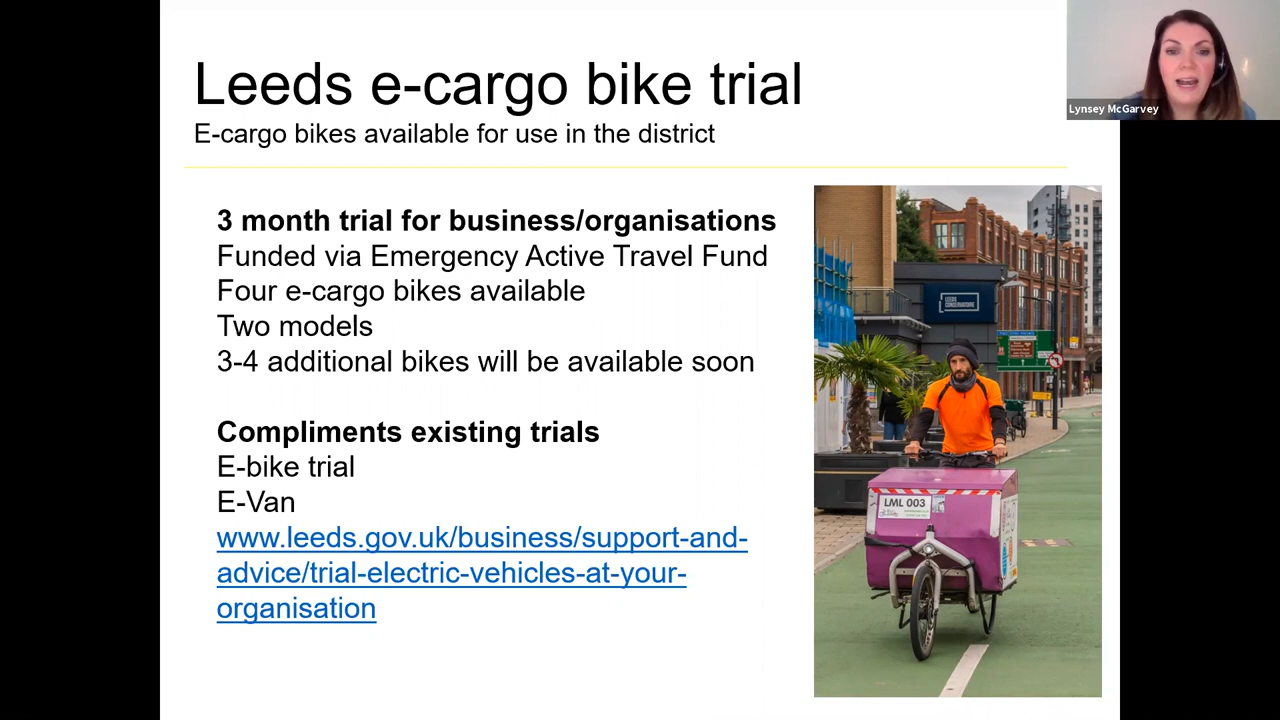 Leeds e-cargo bike trial
E-cargo bikes available for use in the district
Lynsey McGarvey
3 month trial for business/organisations
Funded via Emergency Active Travel Fund
Four e-cargo bikes available
Two models
3-4 additional bikes will be available soon
Compliments existing trials
E-bike trial
E-Van
www.leeds.gov.uk/business/support-and-
advice/trial-electric-vehicles-at-your-
organisation
LEEDS
CONSERVATOIRE
LML 003